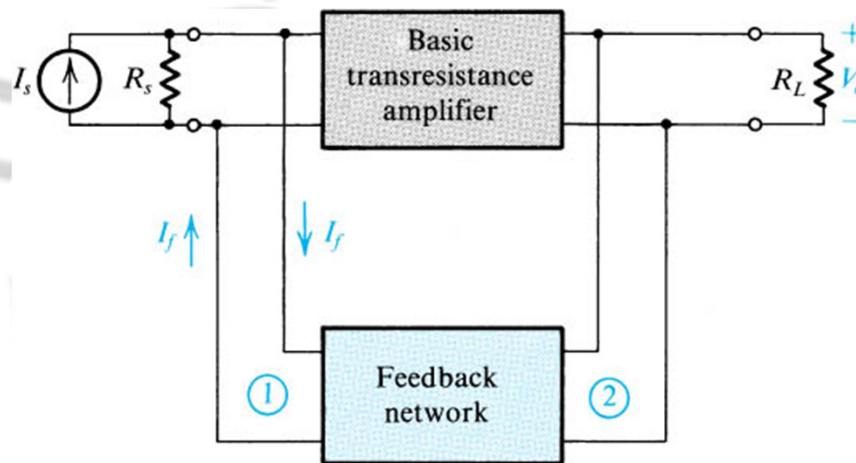 Basic
transresistance
amplifier
I_s
R_s
R_L
+
−
I_f
I_f
1
Feedback
network
2